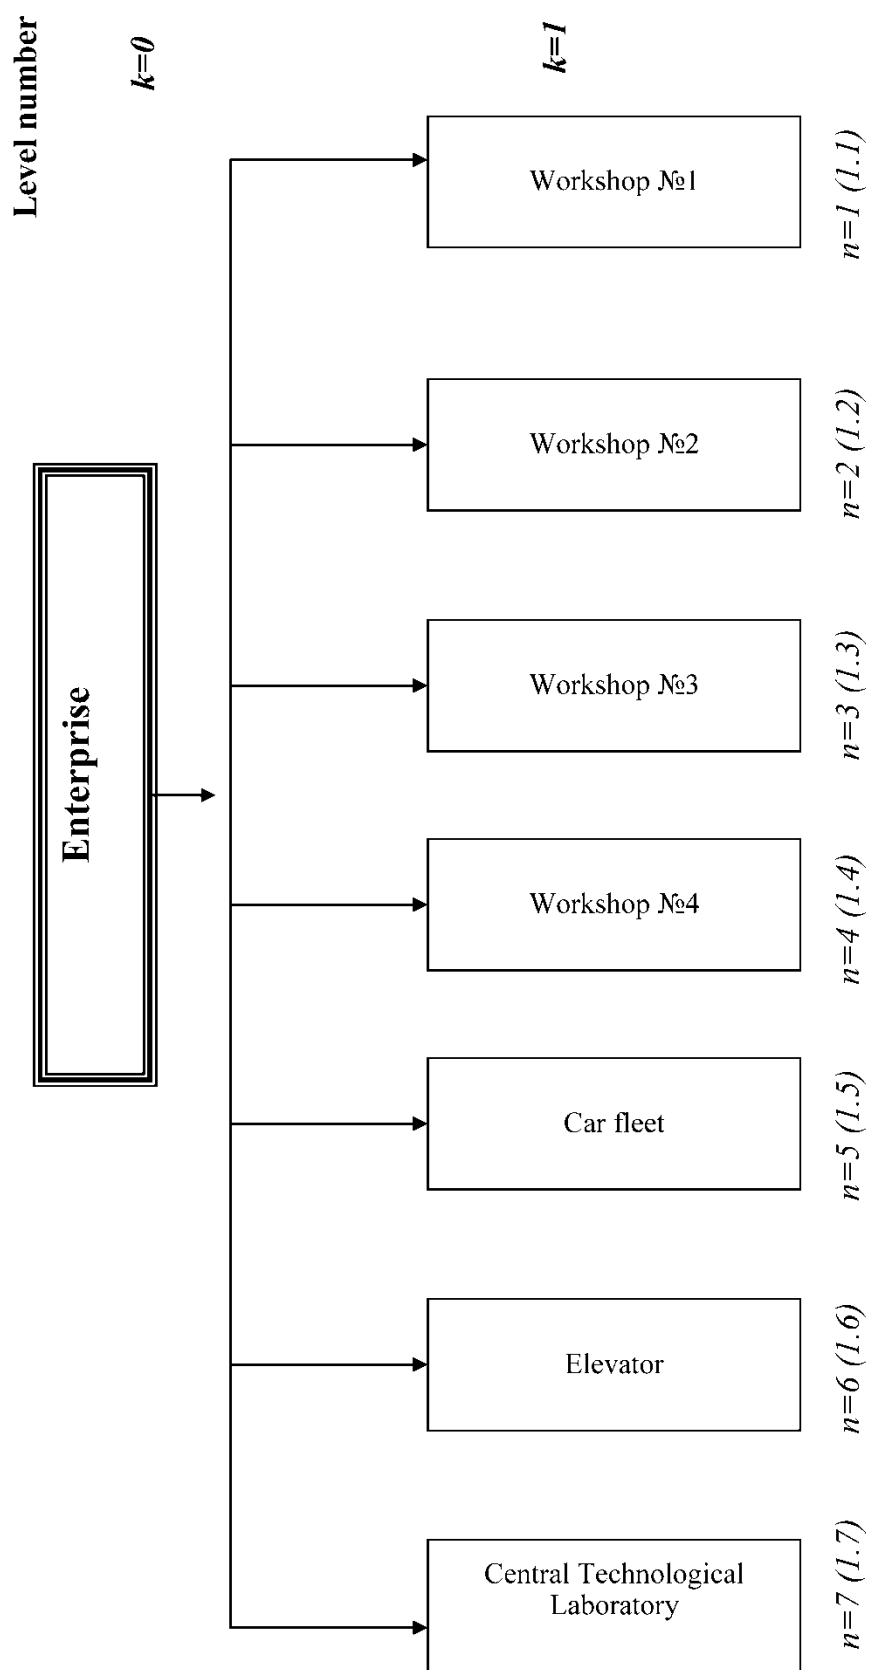 Level number
k=0
k=1
Enterprise
Workshop №1
n=1 (1.1)
Workshop №2
n=2 (1.2)
Workshop №3
n=3 (1.3)
Workshop №4
n=4 (1.4)
Car fleet
n=5 (1.5)
Elevator
n=6 (1.6)
Central Technological
Laboratory
n=7 (1.7)